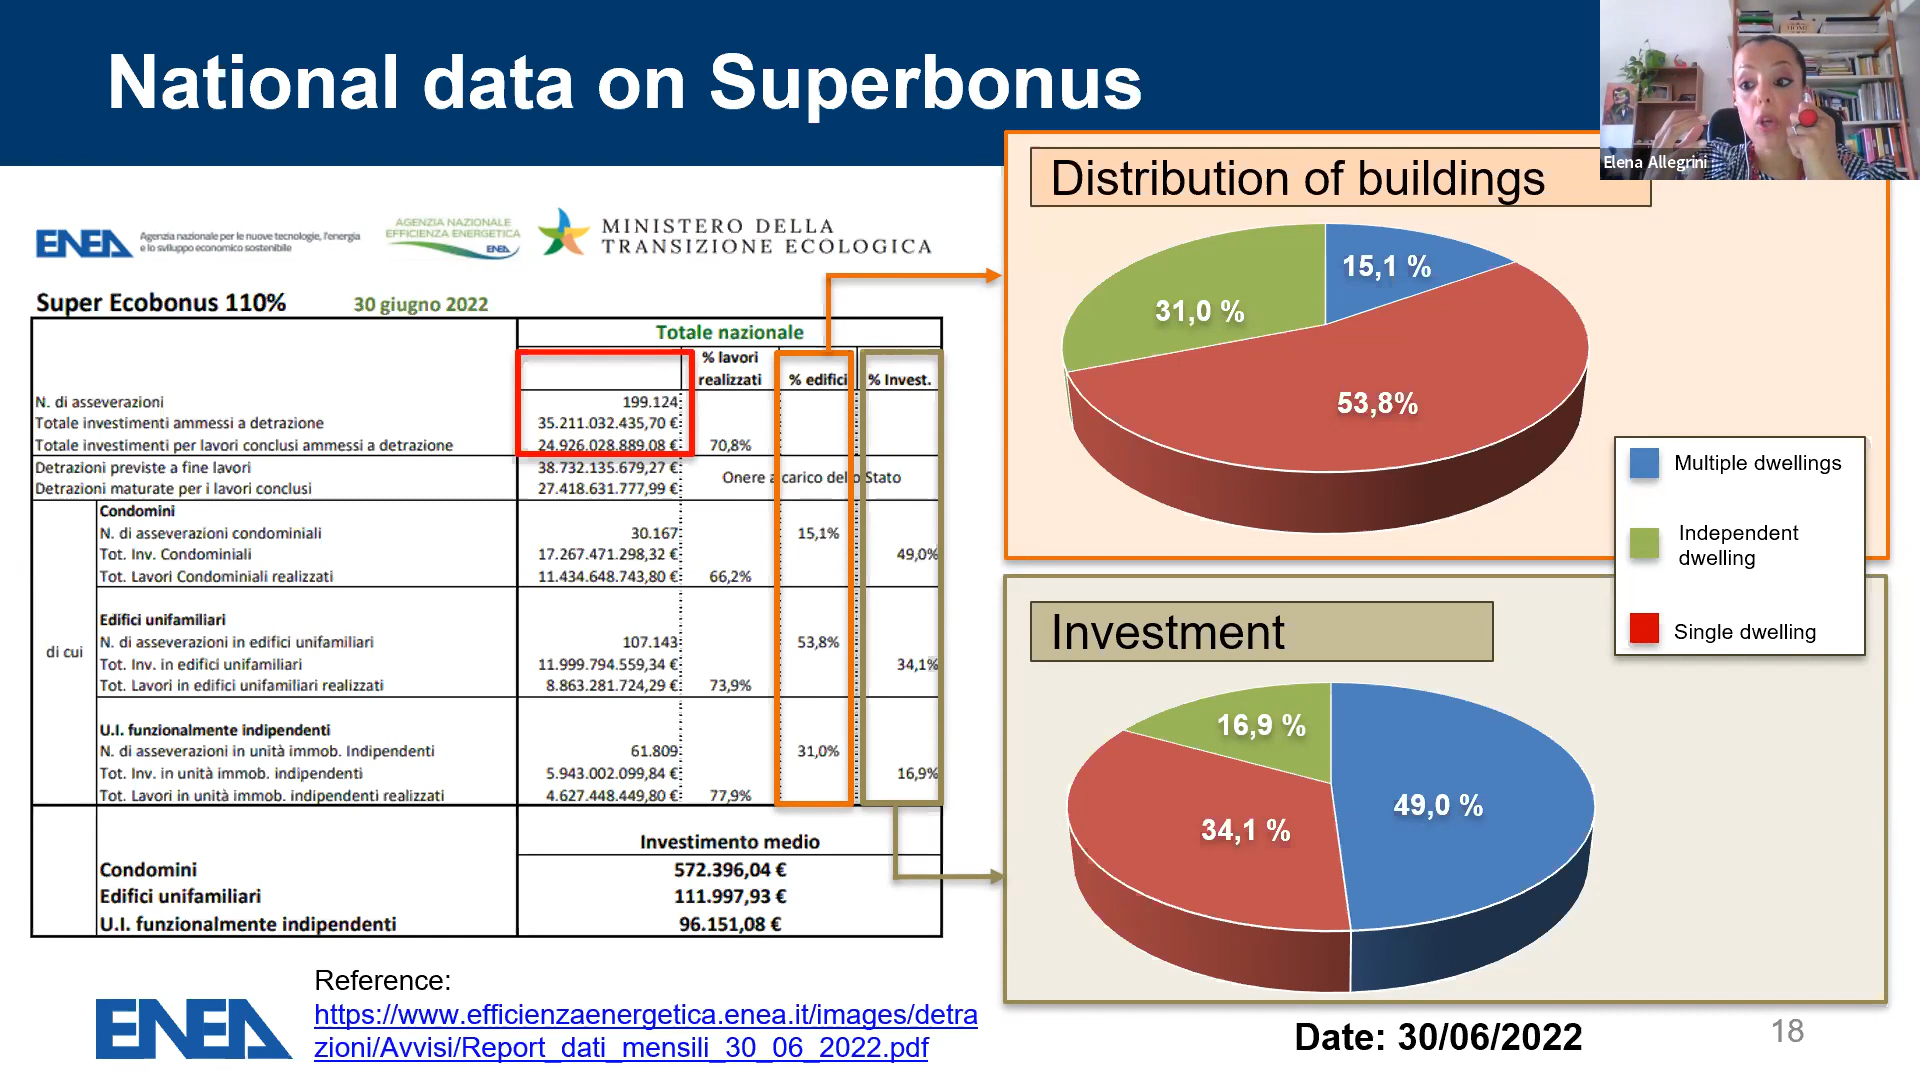 National data on Superbonus
Elena Allegrini
ENEA
Agenzia nazionale per le nuove tecnologie, l'energia
e lo sviluppo economico sostenibile
AGENZIA NAZIONALE
EFFICIENZA ENERGETICA
ENEA
MINISTERO DELLA
TRANSIZIONE ECOLOGICA
Super Ecobonus 110% 30 giugno 2022
Totale nazionale
% lavori
realizzati % edifici % Invest.
N. di asseverazioni 199.124
Totale investimenti ammessi a detrazione 35.211.032.435,70 €
Totale investimenti per lavori conclusi ammessi a detrazione 24.926.028.889,08 € 70,8%
Detrazioni previste a fine lavori 38.732.135.679,27 €
Onere a carico dello Stato
Detrazioni maturate per i lavori conclusi 27.418.631.777,99 €
di cui
Condomini
N. di asseverazioni condominiali 30.167 15,1%
Tot. Inv. Condominiali 17.267.471.298,32 € 49,0%
Tot. Lavori Condominiali realizzati 11.434.648.743,80 € 66,2%
Edifici unifamiliari
N. di asseverazioni in edifici unifamiliari 107.143 53,8%
Tot. Inv. in edifici unifamiliari 11.999.794.559,34 € 34,1%
Tot. Lavori in edifici unifamiliari realizzati 8.863.281.724,29 € 73,9%
U.I. funzionalmente indipendenti
N. di asseverazioni in unità immob. Indipendenti 61.809 31,0%
Tot. Inv. in unità immob. indipendenti 5.943.002.099,84 € 16,9%
Tot. Lavori in unità immob. indipendenti realizzati 4.627.448.449,80 € 77,9%
Investimento medio
Condomini 572.396,04 €
Edifici unifamiliari 111.997,93 €
U.I. funzionalmente indipendenti 96.151,08 €
Distribution of buildings
15,1 %
31,0 %
53,8%
Multiple dwellings
Independent
dwelling
Single dwelling
Investment
16,9 %
49,0 %
34,1 %
ENEA
Reference:
https://www.efficienzaenergetica.enea.it/images/detra
zioni/Avvisi/Report_dati_mensili_30_06_2022.pdf
Date: 30/06/2022
18